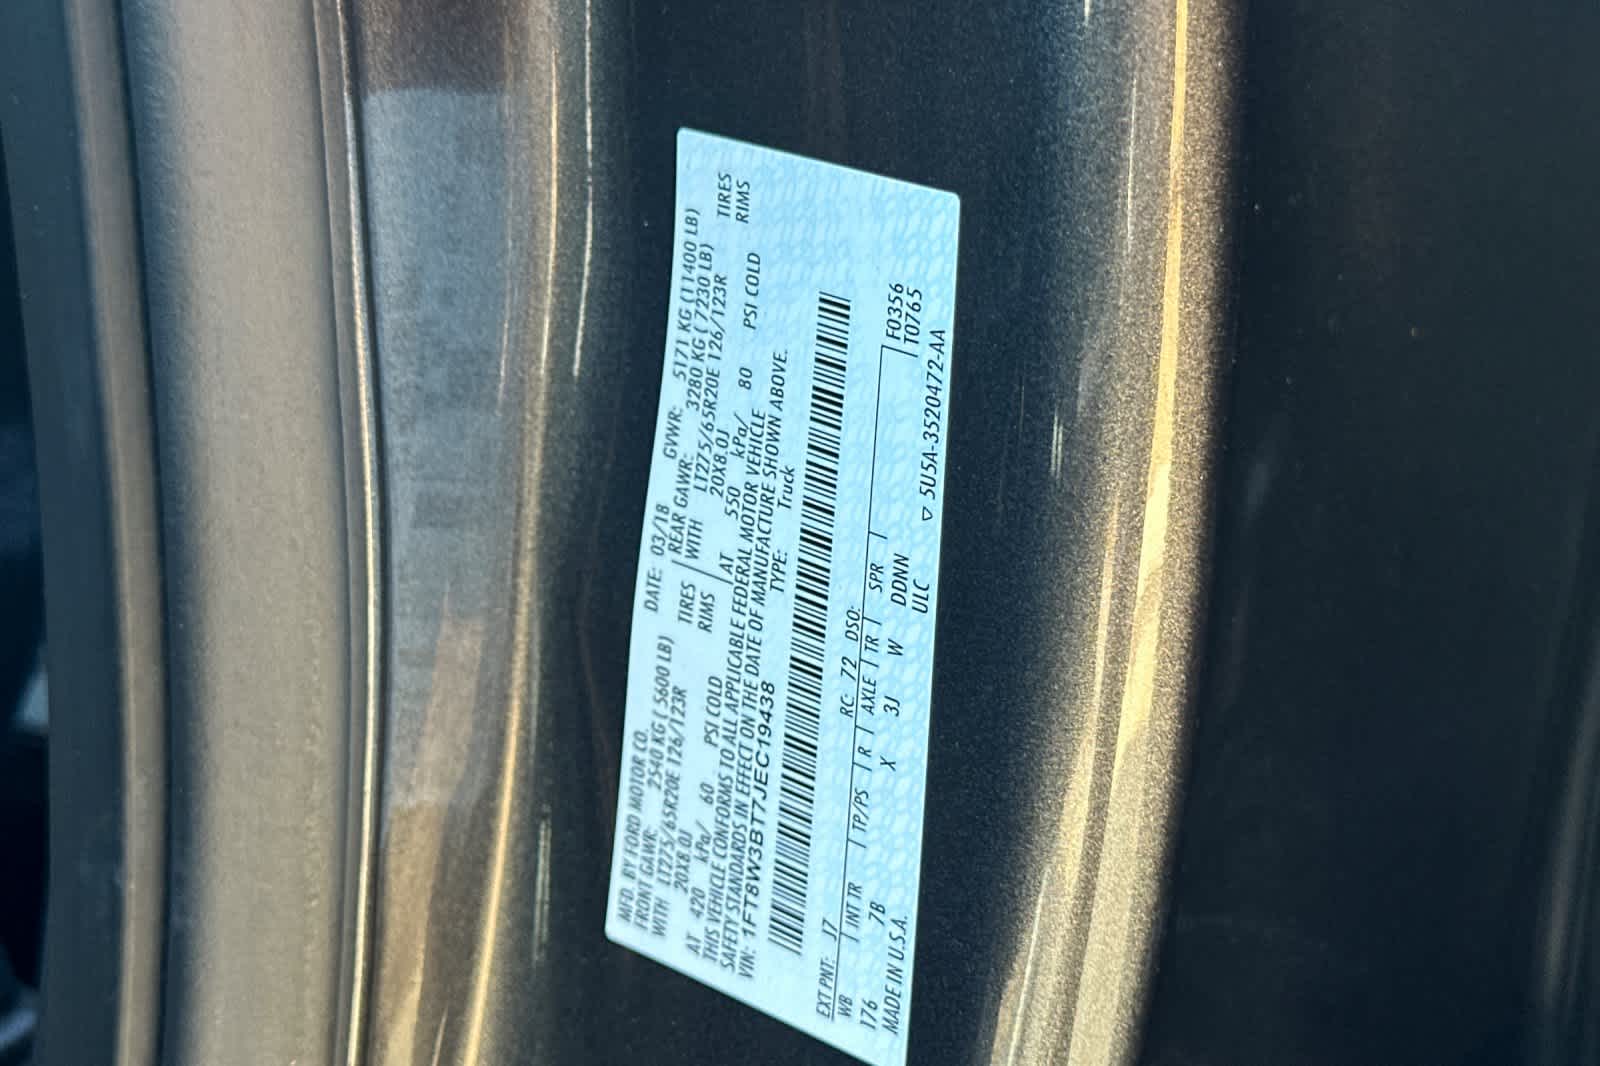 MFD. BY FORD MOTOR CO.
DATE: 03/18 GVWR: 5171 KG (11400 LB)
FRONT GAWR: 2540 KG (5600 LB) REAR GAWR: 3280 KG (7230 LB)
WITH LT275/65R20E 126/123R TIRES WITH LT275/65R20E 126/123R TIRES
20X8.0J RIMS 20X8.0J RIMS
AT 420 kPa/ 60 PSI COLD AT 550 kPa/ 80 PSI COLD
THIS VEHICLE CONFORMS TO ALL APPLICABLE FEDERAL MOTOR VEHICLE
SAFETY STANDARDS IN EFFECT ON THE DATE OF MANUFACTURE SHOWN ABOVE.
VIN: 1FT8W3BT7JEC19438 TYPE: Truck
EXT PNT: J7 RC: 72 DSO: F0356
WB INT TR TP/PS R AXLE TR SPR T0765
176 7B X 3J W DDNN
MADE IN U.S.A. ULC ▽ 5U5A-3520472-AA